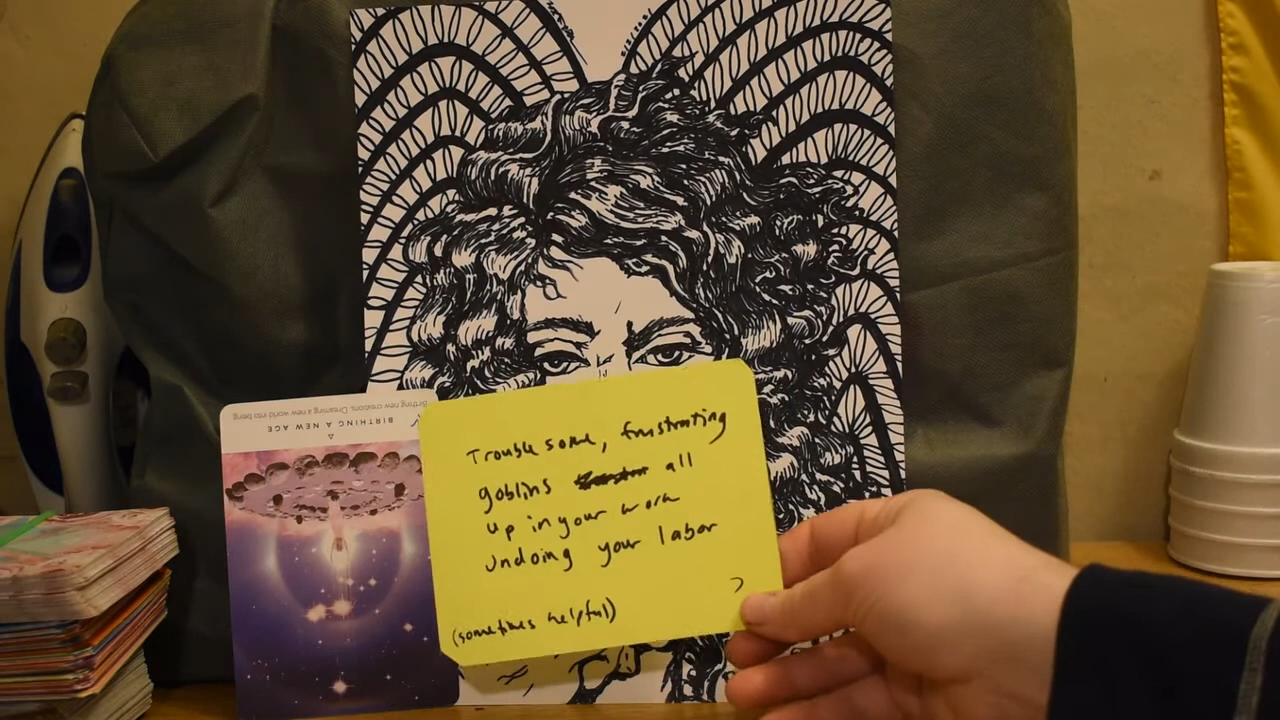 Birthing new creations. Dreaming a new world into being
BIRTHING A NEW AGE
Troublesome, frustrating
goblins all
up in your work
undoing your labor
(sometimes helpful)